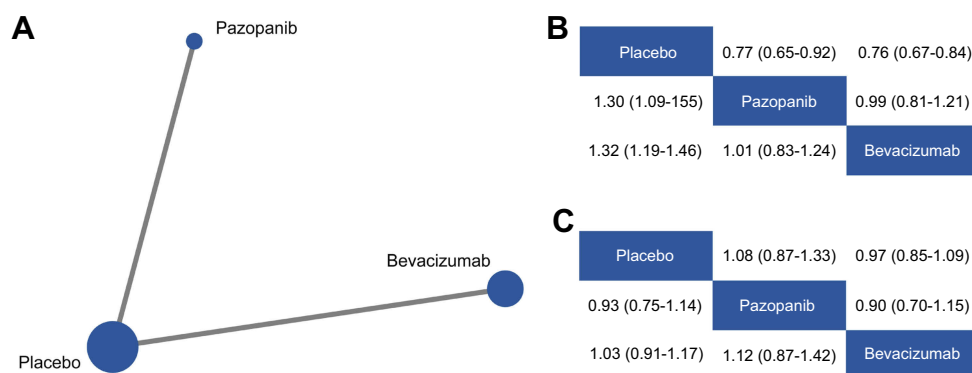 A
Pazopanib
Bevacizumab
Placebo
B
Placebo 0.77 (0.65-0.92) 0.76 (0.67-0.84)
1.30 (1.09-155) Pazopanib 0.99 (0.81-1.21)
1.32 (1.19-1.46) 1.01 (0.83-1.24) Bevacizumab
C
Placebo 1.08 (0.87-1.33) 0.97 (0.85-1.09)
0.93 (0.75-1.14) Pazopanib 0.90 (0.70-1.15)
1.03 (0.91-1.17) 1.12 (0.87-1.42) Bevacizumab